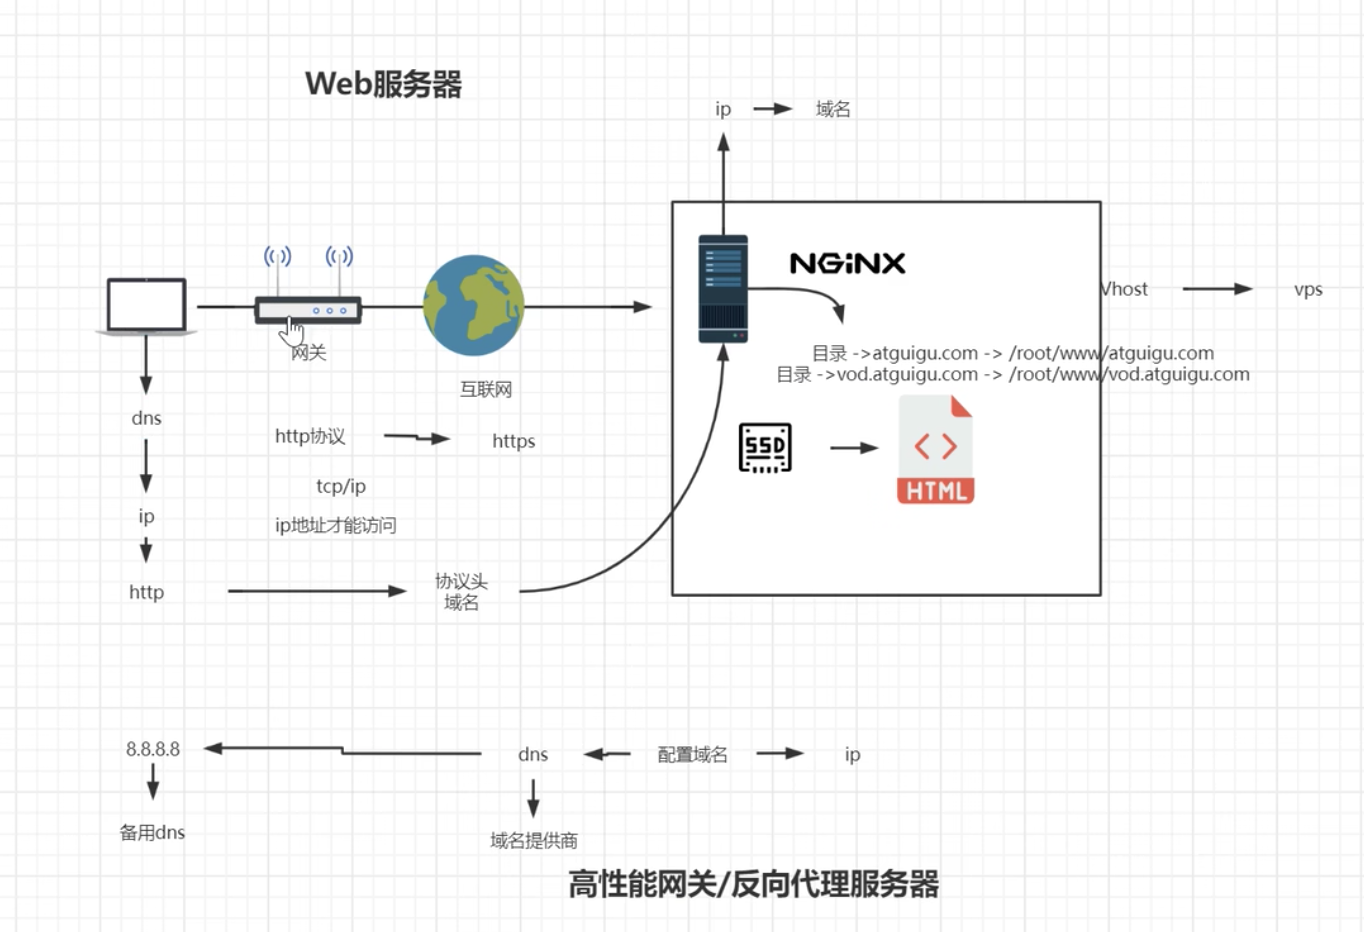 Web服务器
ip
域名
NGiNX
Vhost
vps
网关
目录 ->atguigu.com -> /root/www/atguigu.com
目录 ->vod.atguigu.com -> /root/www/vod.atguigu.com
互联网
dns
http协议
https
SSD
HTML
tcp/ip
ip
ip地址才能访问
http
协议头
域名
8.8.8.8
dns
配置域名
ip
备用dns
域名提供商
高性能网关/反向代理服务器